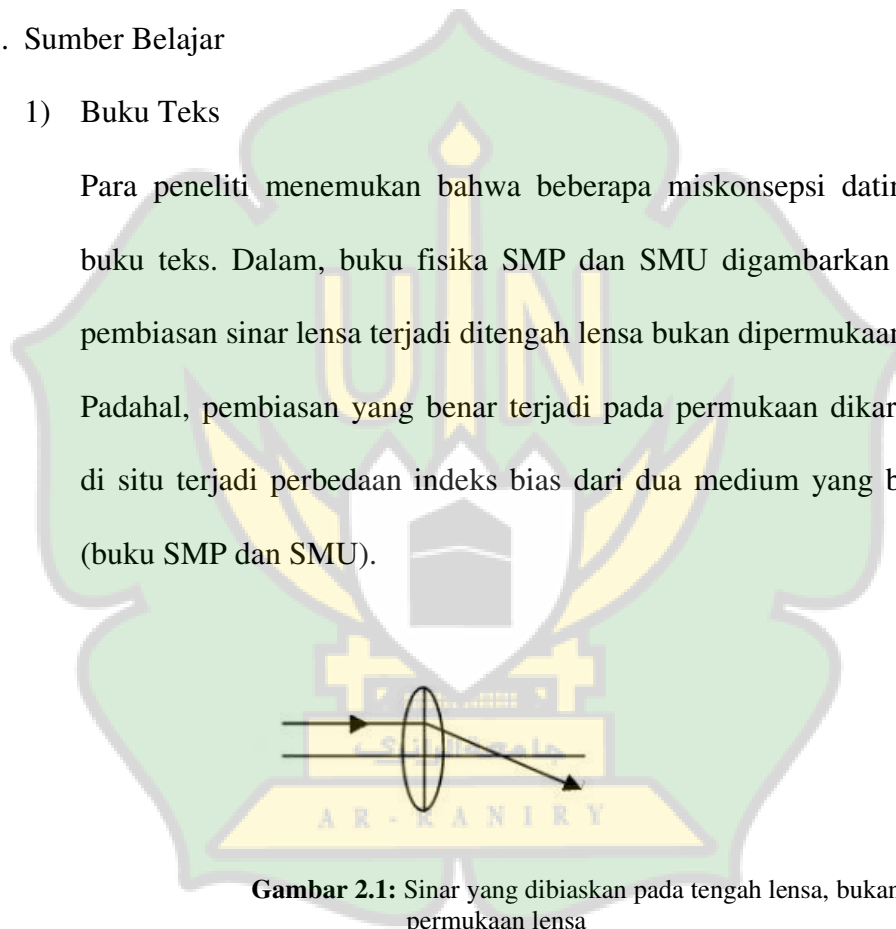 . Sumber Belajar
1) Buku Teks
Para peneliti menemukan bahwa beberapa miskonsepsi
buku teks. Dalam, buku fisika SMP dan SMU digambarkan
pembiasan sinar lensa terjadi ditengah lensa bukan dipermukaan
Padahal, pembiasan yang benar terjadi pada permukaan
di situ terjadi perbedaan indeks bias dari dua medium yang
(buku SMP dan SMU).
UIN
جامعة الرانيري
AR-RANIRY
Gambar 2.1: Sinar yang dibiaskan pada tengah lensa, bukan
permukaan lensa